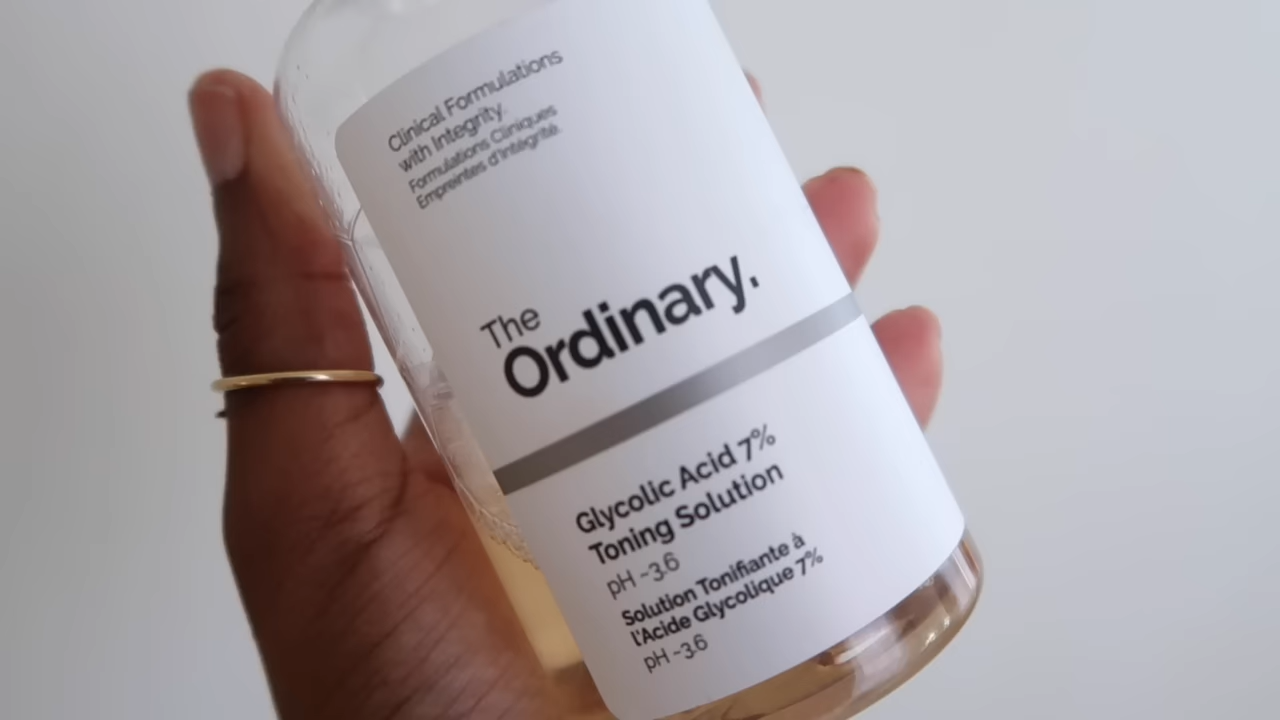 Clinical Formulations
with Integrity.
Formulations Cliniques
Empreintes d'Intégrité.
The
Ordinary.
Glycolic Acid 7%
Toning Solution
pH ~3.6
Solution Tonifiante à
l'Acide Glycolique 7%
pH ~3.6